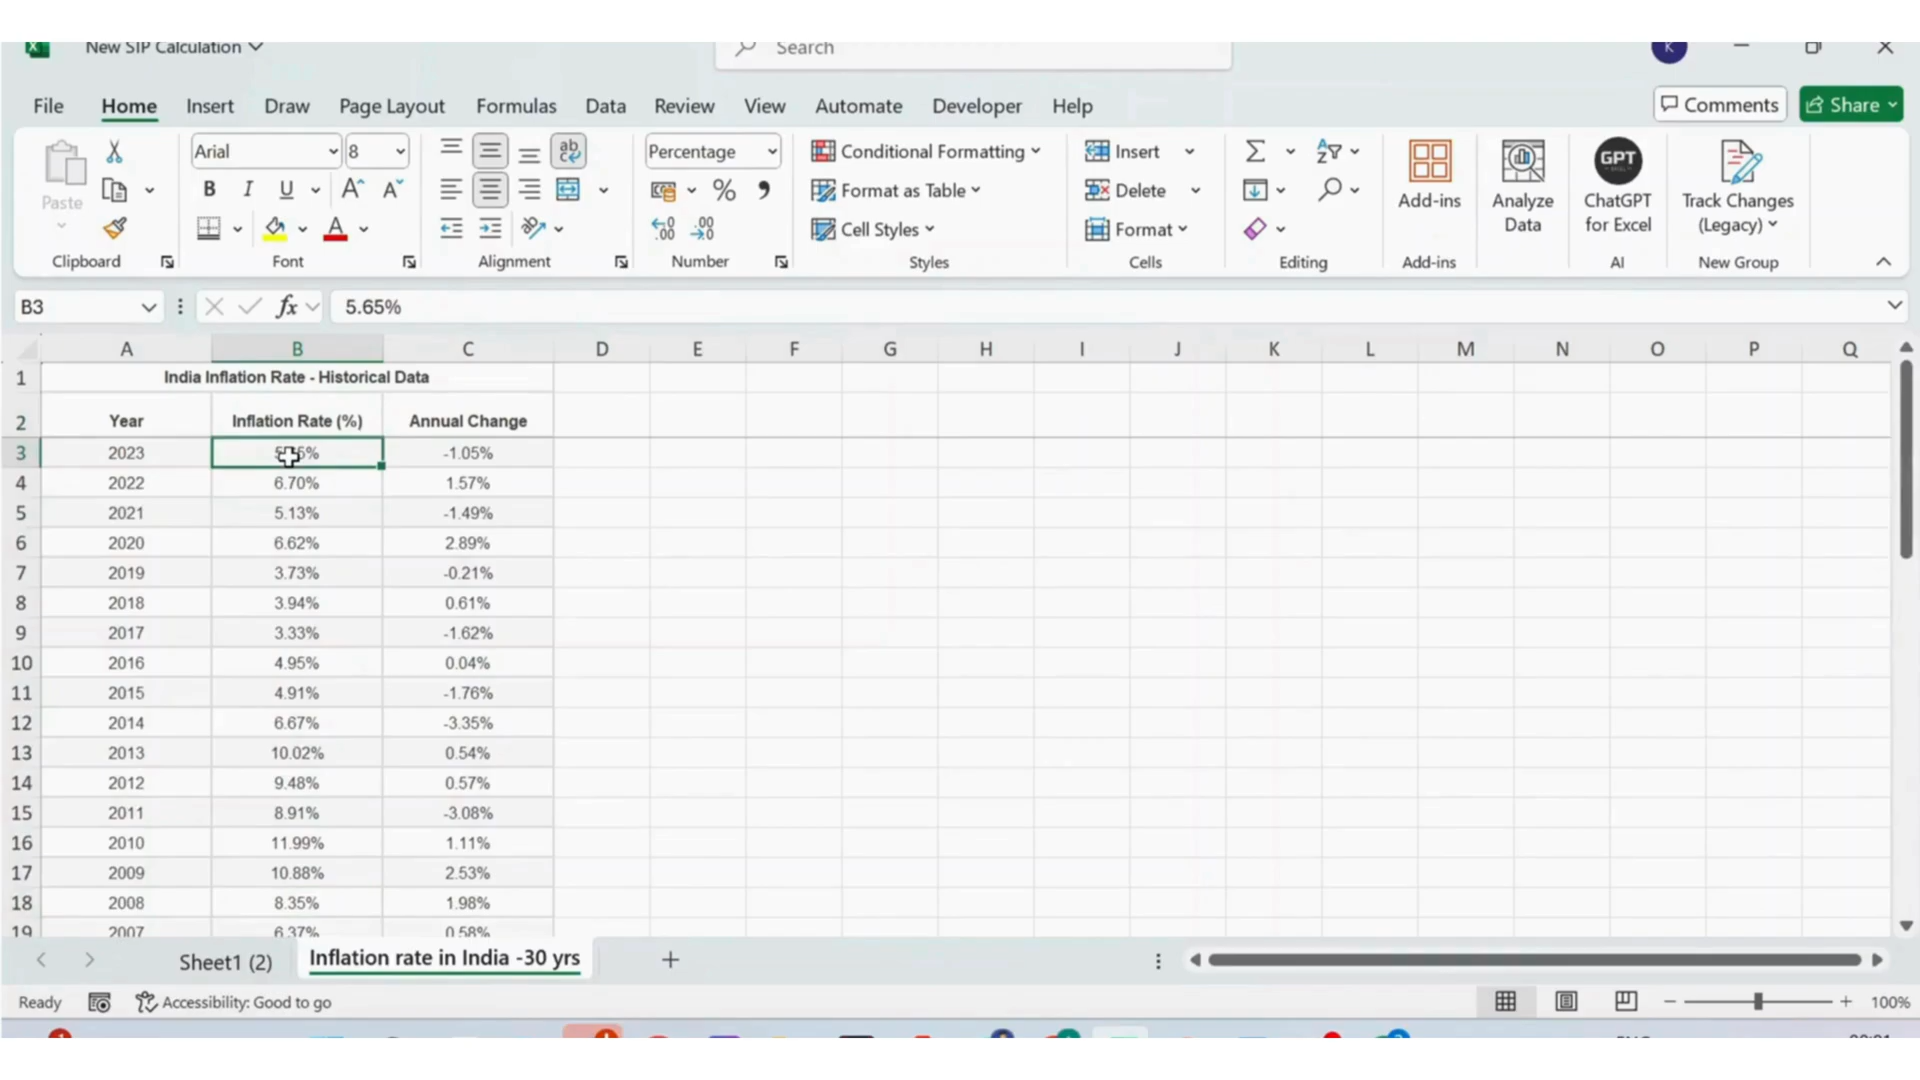 New SIP Calculation
Search
K
File Home Insert Draw Page Layout Formulas Data Review View Automate Developer Help
Comments Share
Paste
Arial 8
Percentage
Conditional Formatting
Format as Table
Cell Styles
Insert
Delete
Format
Add-ins
Analyze Data
GPT
ChatGPT for Excel
Track Changes (Legacy)
Clipboard Font Alignment Number Styles Cells Editing Add-ins AI New Group
B3 fx 5.65%
A B C D E F G H I J K L M N O P Q
1 India Inflation Rate - Historical Data
2 Year Inflation Rate (%) Annual Change
3 2023 -1.05%
4 2022 6.70% 1.57%
5 2021 5.13% -1.49%
6 2020 6.62% 2.89%
7 2019 3.73% -0.21%
8 2018 3.94% 0.61%
9 2017 3.33% -1.62%
10 2016 4.95% 0.04%
11 2015 4.91% -1.76%
12 2014 6.67% -3.35%
13 2013 10.02% 0.54%
14 2012 9.48% 0.57%
15 2011 8.91% -3.08%
16 2010 11.99% 1.11%
17 2009 10.88% 2.53%
18 2008 8.35% 1.98%
19 2007 6.37% 0.58%
Sheet1 (2) Inflation rate in India -30 yrs
Ready Accessibility: Good to go 100%